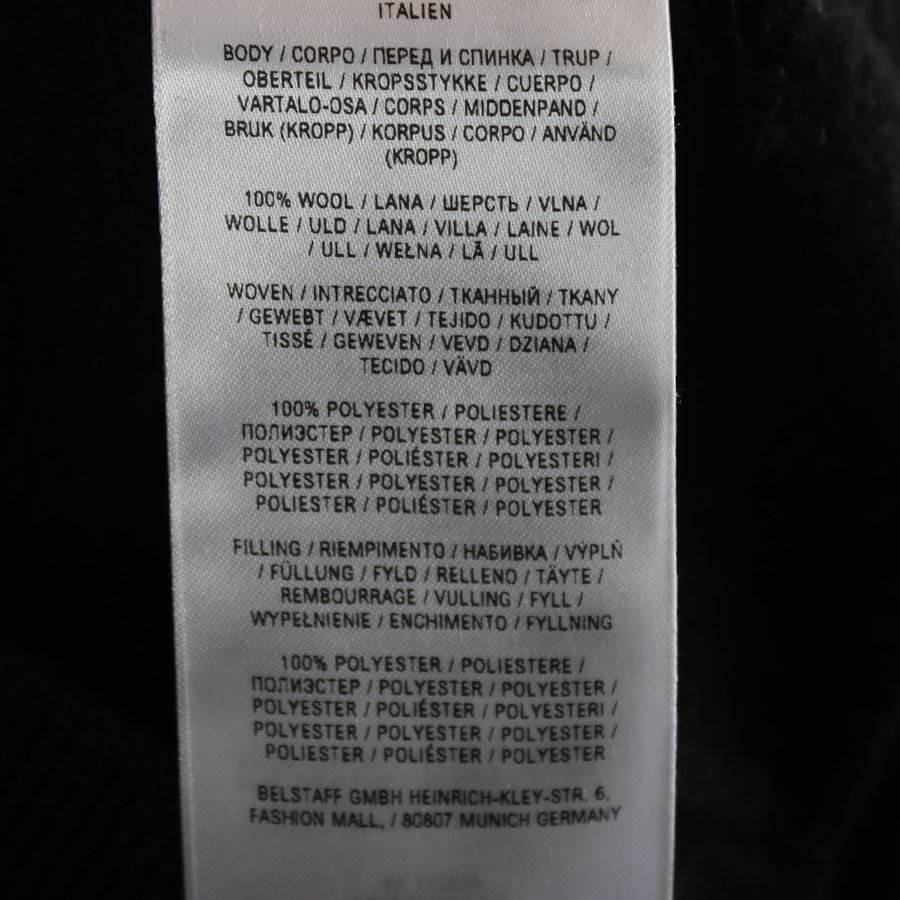 ITALIEN
BODY / CORPO / ПЕРЕД И СПИНКА / TRUP /
OBERTEIL / KROPSSTYKKE / CUERPO /
VARTALO-OSA / CORPS / MIDDENPAND /
BRUK (KROPP) / KORPUS / CORPO / ANVÄND
(KROPP)
100% WOOL / LANA / ШЕРСТЬ / VLNA /
WOLLE / ULD / LANA / VILLA / LAINE / WOL
/ ULL / WEŁNA / LÃ / ULL
WOVEN / INTRECCIATO / ТКАННЫЙ / TKANY
/ GEWEBT / VÆVET / TEJIDO / KUDOTTU /
TISSÉ / GEWEVEN / VEVD / DZIANA /
TECIDO / VÄVD
100% POLYESTER / POLIESTERE /
ПОЛИЭСТЕР / POLYESTER / POLYESTER /
POLYESTER / POLIÉSTER / POLYESTERI /
POLYESTER / POLYESTER / POLYESTER /
POLIESTER / POLIÉSTER / POLYESTER
FILLING / RIEMPIMENTO / НАБИВКА / VÝPLŇ
/ FÜLLUNG / FYLD / RELLENO / TÄYTE /
REMBOURRAGE / VULLING / FYLL /
WYPEŁNIENIE / ENCHIMENTO / FYLLNING
100% POLYESTER / POLIESTERE /
ПОЛИЭСТЕР / POLYESTER / POLYESTER /
POLYESTER / POLIÉSTER / POLYESTERI /
POLYESTER / POLYESTER / POLYESTER /
POLIESTER / POLIÉSTER / POLYESTER
BELSTAFF GMBH HEINRICH-KLEY-STR. 6,
FASHION MALL, / 80807 MUNICH GERMANY